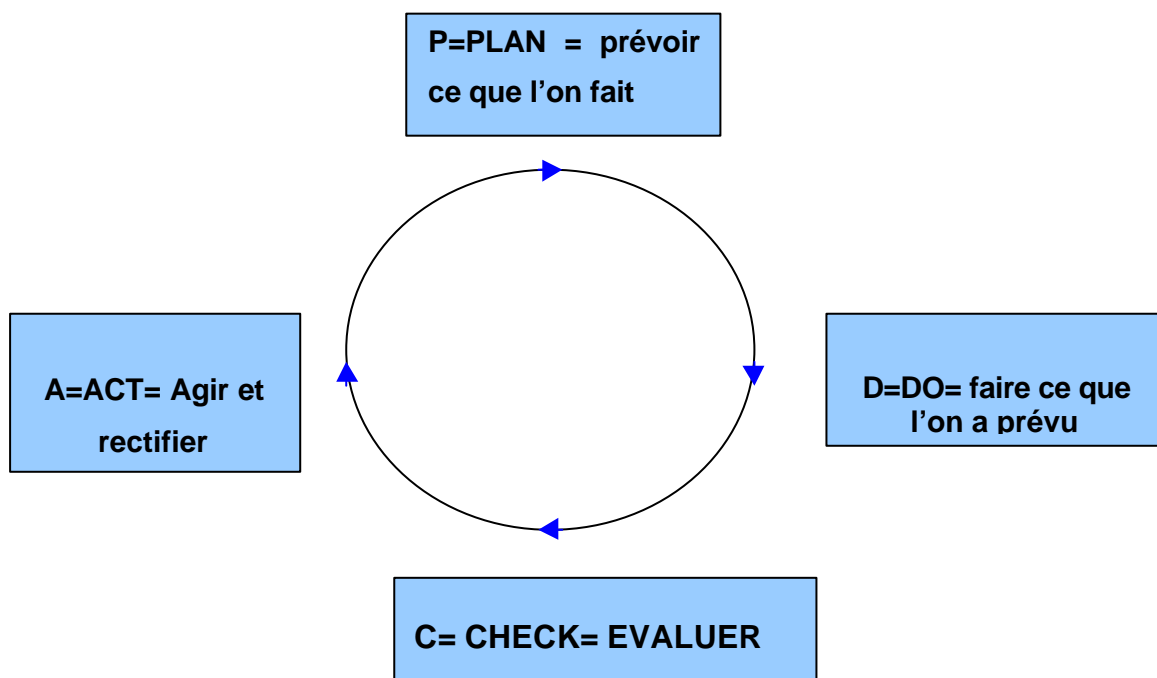 P=PLAN = prévoir
ce que l'on fait
A=ACT= Agir et
rectifier
D=DO= faire ce que
l'on a prévu
C= CHECK= EVALUER